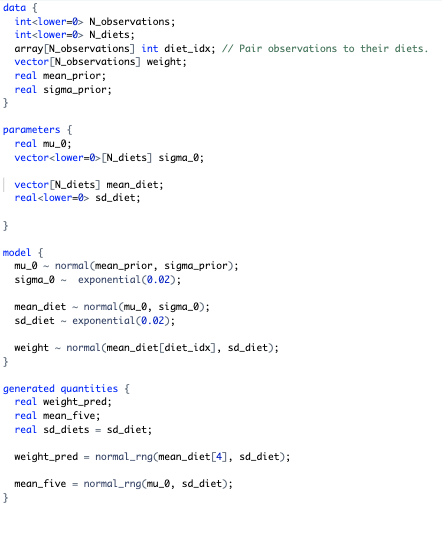 data {
  int<lower=0> N_observations;
  int<lower=0> N_diets;
  array[N_observations] int diet_idx; // Pair observations to their diets.
  vector[N_observations] weight;
  real mean_prior;
  real sigma_prior;
}

parameters {
  real mu_0;
  vector<lower=0>[N_diets] sigma_0;

  vector[N_diets] mean_diet;
  real<lower=0> sd_diet;

}

model {
  mu_0 ~ normal(mean_prior, sigma_prior);
  sigma_0 ~  exponential(0.02);

  mean_diet ~ normal(mu_0, sigma_0);
  sd_diet ~ exponential(0.02);

  weight ~ normal(mean_diet[diet_idx], sd_diet);
}

generated quantities {
  real weight_pred;
  real mean_five;
  real sd_diets = sd_diet;

  weight_pred = normal_rng(mean_diet[4], sd_diet);

  mean_five = normal_rng(mu_0, sd_diet);
}